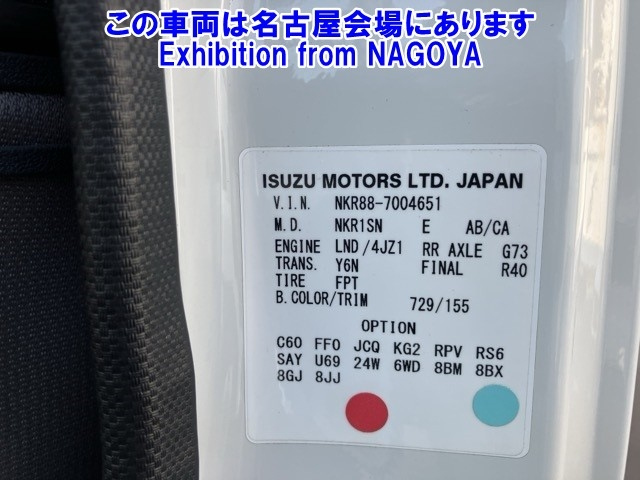 この車両は名古屋会場にあります
Exhibition from NAGOYA
ISUZU MOTORS LTD. JAPAN
V.I.N. NKR88-7004651
M.D. NKR1SN E AB/CA
ENGINE LND/4JZ1 RR AXLE G73
TRANS. Y6N FINAL R40
TIRE FPT
B.COLOR/TRIM 729/155
OPTION
C60 FF0 JCQ KG2 RPV RS6
SAY U69 24W 6WD 8BM 8BX
8GJ 8JJ